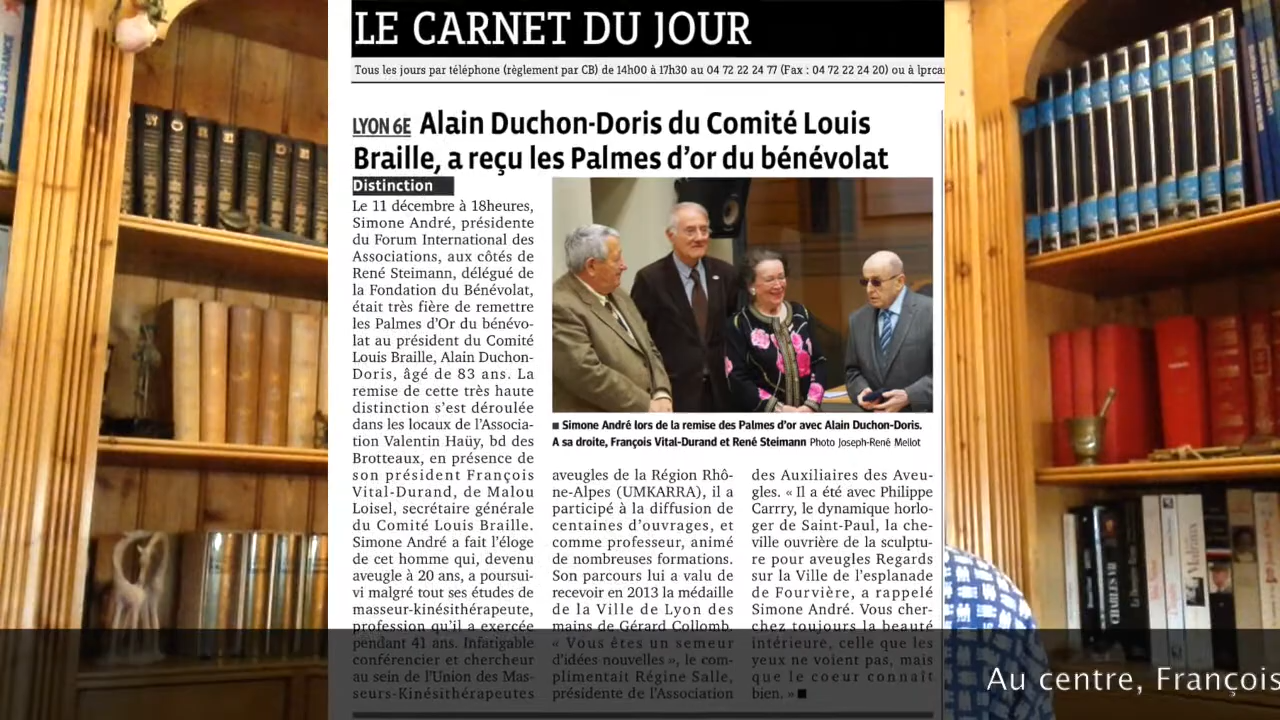 LE CARNET DU JOUR
Tous les jours par téléphone (règlement par CB) de 14h00 à 17h30 au 04 72 22 24 77 (Fax : 04 72 22 24 20) ou à lprcar
LYON 6E Alain Duchon-Doris du Comité Louis
Braille, a reçu les Palmes d'or du bénévolat
Distinction
Le 11 décembre à 18heures,
Simone André, présidente
du Forum International des
Associations, aux côtés de
René Steimann, délégué de
la Fondation du Bénévolat,
était très fière de remettre
les Palmes d'Or du bénévo-
lat au président du Comité
Louis Braille, Alain Duchon-
Doris, âgé de 83 ans. La
remise de cette très haute
distinction s'est déroulée
dans les locaux de l'Associa-
tion Valentin Haüy, bd des
Brotteaux, en présence de
son président François
Vital-Durand, de Malou
Loisel, secrétaire générale
du Comité Louis Braille.
Simone André a fait l'éloge
de cet homme qui, devenu
aveugle à 20 ans, a poursui-
vi malgré tout ses études de
masseur-kinésithérapeute,
profession qu'il a exercée
pendant 41 ans. Infatigable
conférencier et chercheur
au sein de l'Union des Mas-
seurs-Kinésithérapeutes
■ Simone André lors de la remise des Palmes d'or avec Alain Duchon-Doris.
A sa droite, François Vital-Durand et René Steimann Photo Joseph-René Mellot
aveugles de la Région Rhô-
ne-Alpes (UMKARRA), il a
participé à la diffusion de
centaines d'ouvrages, et
comme professeur, animé
de nombreuses formations.
Son parcours lui a valu de
recevoir en 2013 la médaille
de la Ville de Lyon des
mains de Gérard Collomb.
« Vous êtes un semeur
d'idées nouvelles », le com-
plimentait Régine Salle,
présidente de l'Association
des Auxiliaires des Aveu-
gles. « Il a été avec Philippe
Carrry, le dynamique horlo-
ger de Saint-Paul, la che-
ville ouvrière de la sculptu-
re pour aveugles Regards
sur la Ville de l'esplanade
de Fourvière, a rappelé
Simone André. Vous cher-
chez toujours la beauté
intérieure, celle que les
yeux ne voient pas, mais
que le coeur connaît
bien. » ■
CHARLES VII
Malraux
Au centre, François